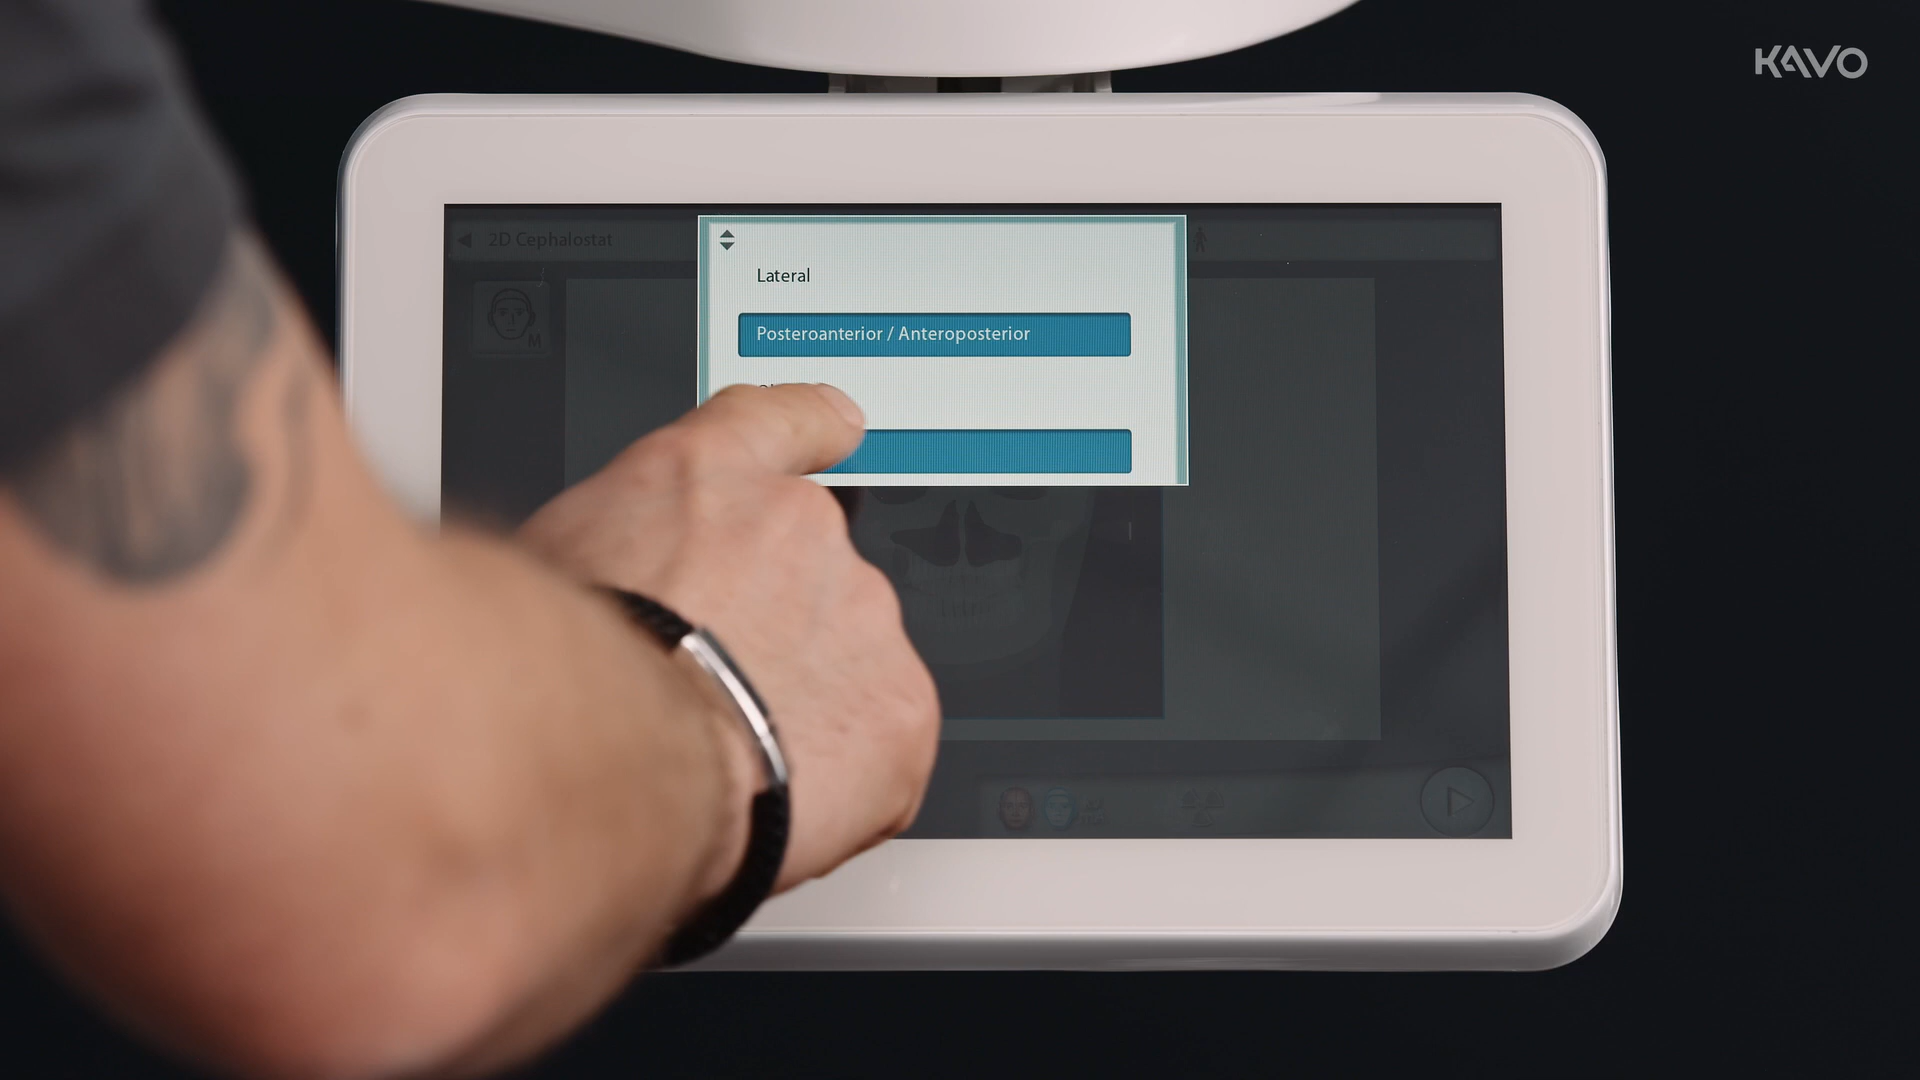 KAVO
2D Cephalostat
Lateral
Posteroanterior / Anteroposterior
M